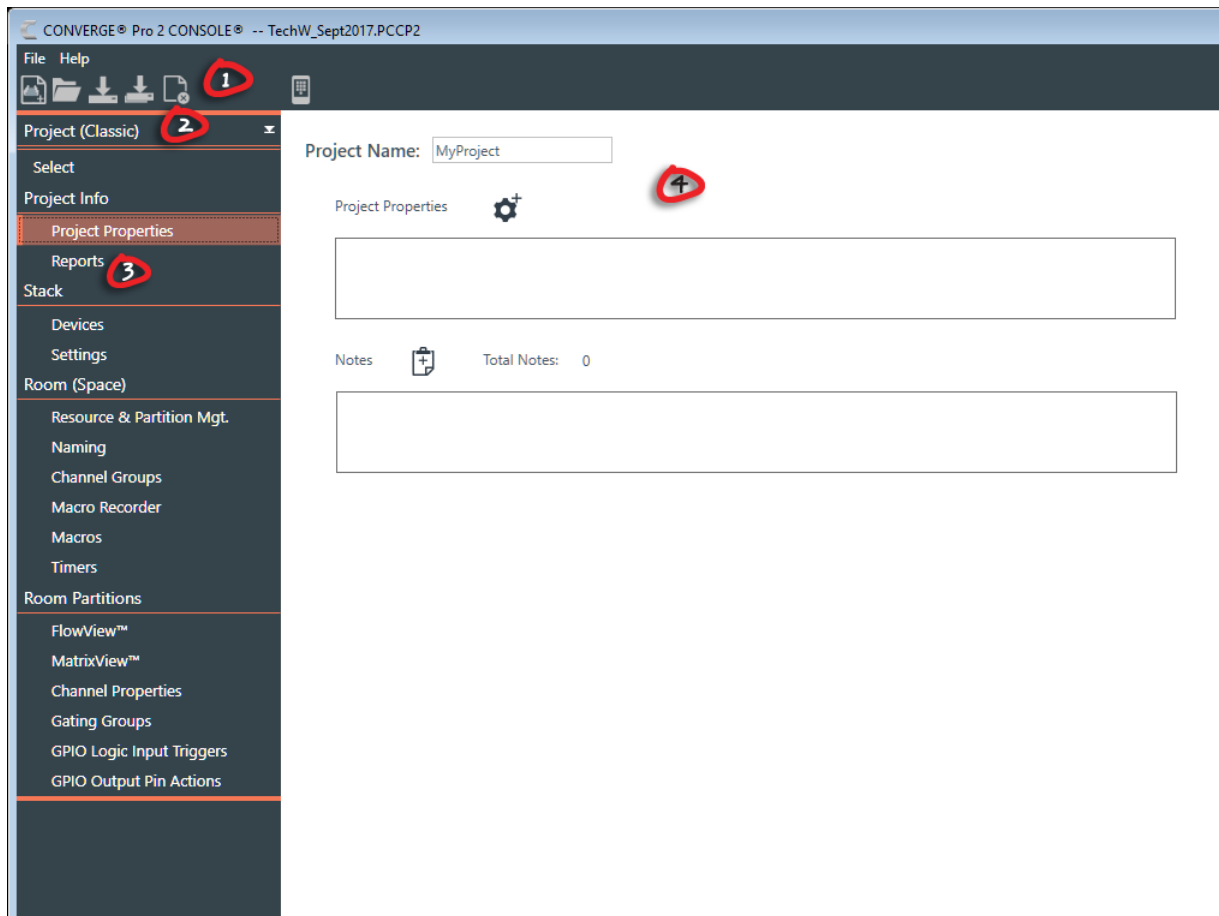 CONVERGE® Pro 2 CONSOLE® -- TechW_Sept2017.PCCP2
File Help
1
2
Project (Classic)
Select
Project Info
Project Properties
Reports
3
Stack
Devices
Settings
Room (Space)
Resource & Partition Mgt.
Naming
Channel Groups
Macro Recorder
Macros
Timers
Room Partitions
FlowView™
MatrixView™
Channel Properties
Gating Groups
GPIO Logic Input Triggers
GPIO Output Pin Actions
Project Name: MyProject
4
Project Properties
Notes Total Notes: 0